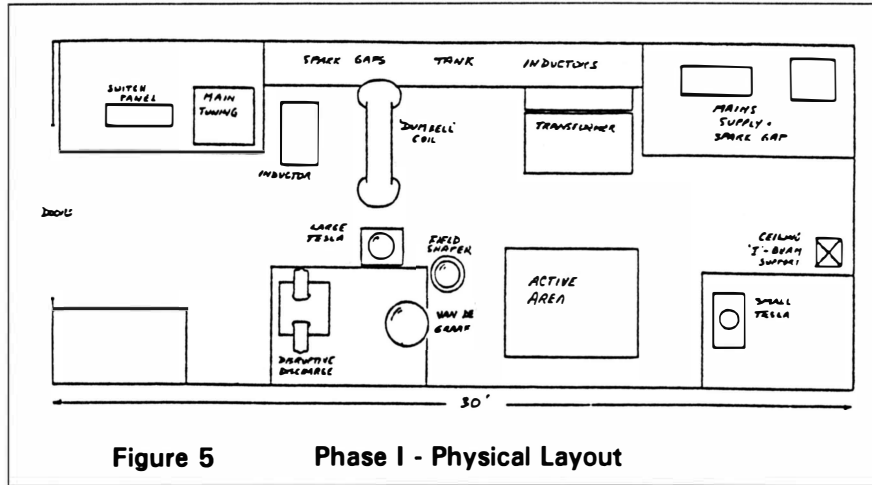 SPARK GAPS TANK INDUCTORS
SWITCH
PANEL
MAIN
TUNING
INDUCTOR
'DUMBELL'
COIL
TRANSFORMER
MAINS
SUPPLY +
SPARK GAP
DOOR
LARGE
TESLA
FIELD
SHAPER
CEILING
'I'-BEAM
SUPPORT
ACTIVE
AREA
VAN DE
GRAAF
SMALL
TESLA
DISRUPTIVE
DISCHARGE
30'
Figure 5 Phase I - Physical Layout